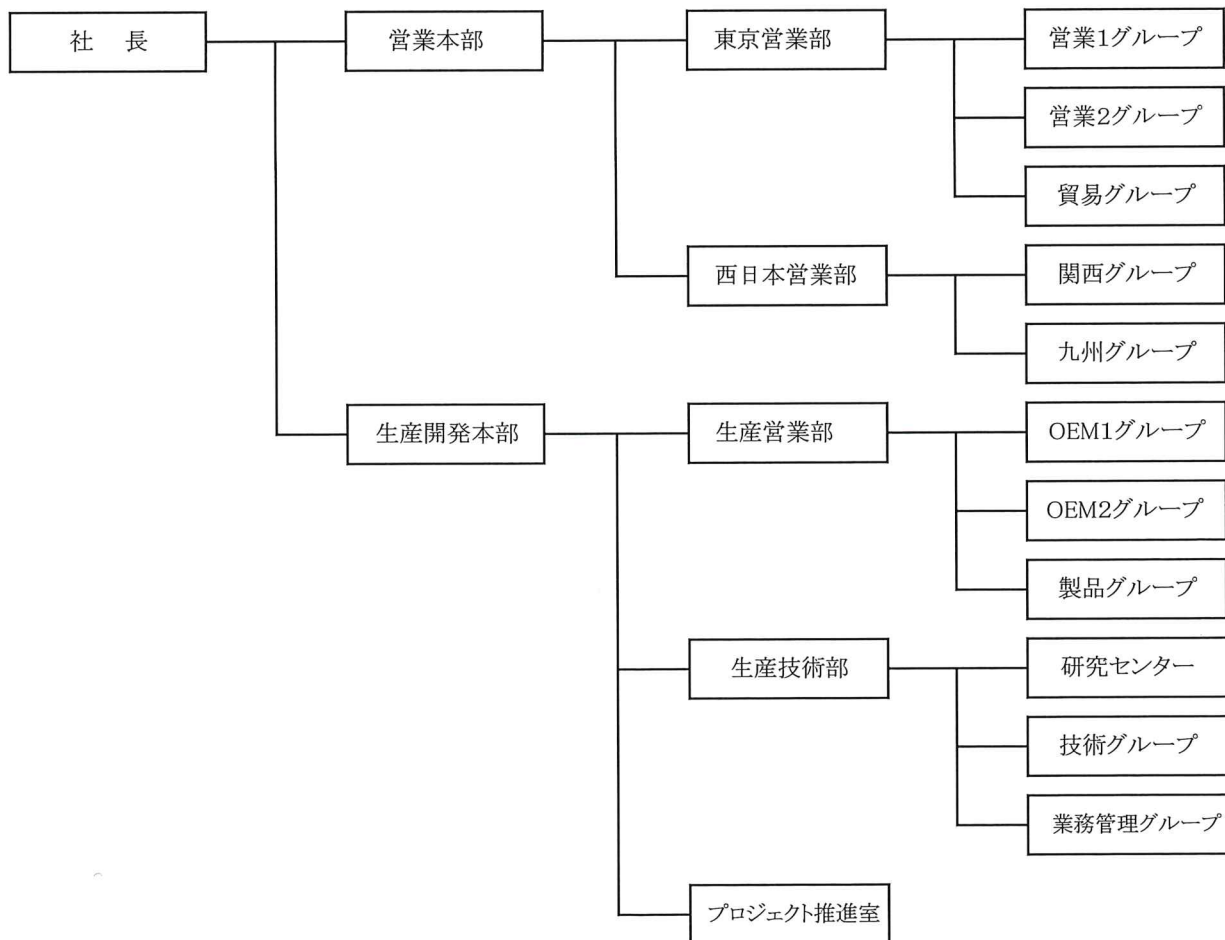 社　長
営業本部
東京営業部
営業1グループ
営業2グループ
貿易グループ
西日本営業部
関西グループ
九州グループ
生産開発本部
生産営業部
OEM1グループ
OEM2グループ
製品グループ
生産技術部
研究センター
技術グループ
業務管理グループ
プロジェクト推進室